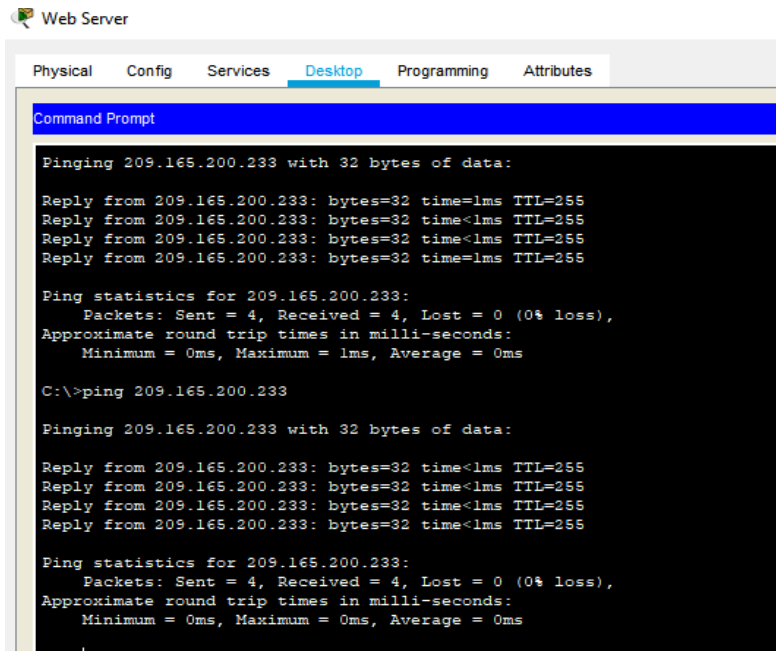 Web Server
Physical Config Services Desktop Programming Attributes
Command Prompt
Pinging 209.165.200.233 with 32 bytes of data:
Reply from 209.165.200.233: bytes=32 time=1ms TTL=255
Reply from 209.165.200.233: bytes=32 time<1ms TTL=255
Reply from 209.165.200.233: bytes=32 time<1ms TTL=255
Reply from 209.165.200.233: bytes=32 time=1ms TTL=255
Ping statistics for 209.165.200.233:
Packets: Sent = 4, Received = 4, Lost = 0 (0% loss),
Approximate round trip times in milli-seconds:
Minimum = 0ms, Maximum = 1ms, Average = 0ms
C:\>ping 209.165.200.233
Pinging 209.165.200.233 with 32 bytes of data:
Reply from 209.165.200.233: bytes=32 time<1ms TTL=255
Reply from 209.165.200.233: bytes=32 time<1ms TTL=255
Reply from 209.165.200.233: bytes=32 time<1ms TTL=255
Reply from 209.165.200.233: bytes=32 time<1ms TTL=255
Ping statistics for 209.165.200.233:
Packets: Sent = 4, Received = 4, Lost = 0 (0% loss),
Approximate round trip times in milli-seconds:
Minimum = 0ms, Maximum = 0ms, Average = 0ms